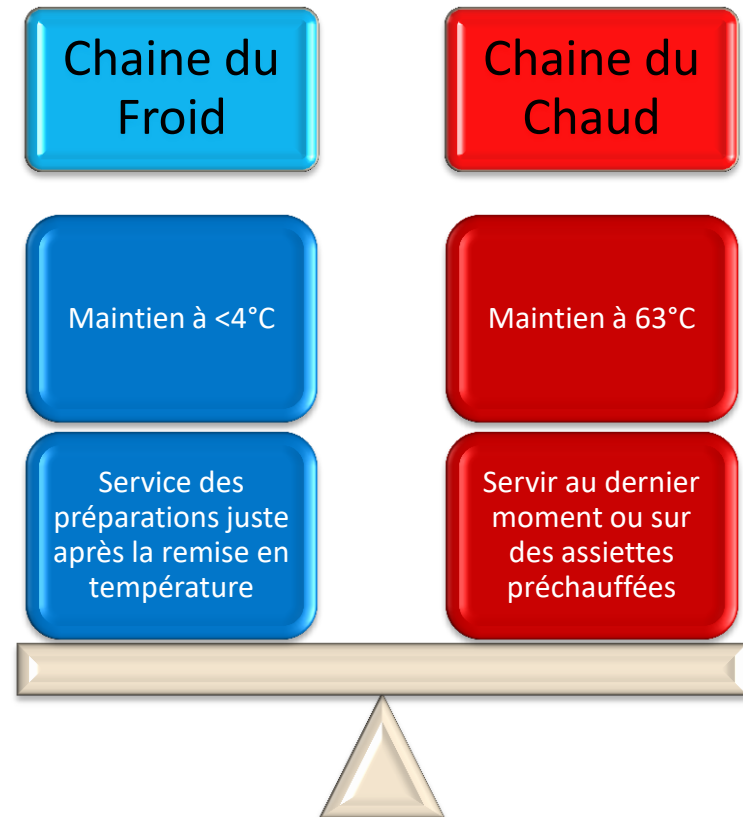 Chaine du
Froid
Chaine du
Chaud
Maintien à <4°C
Maintien à 63°C
Service des
préparations juste
après la remise en
température
Servir au dernier
moment ou sur
des assiettes
préchauffées